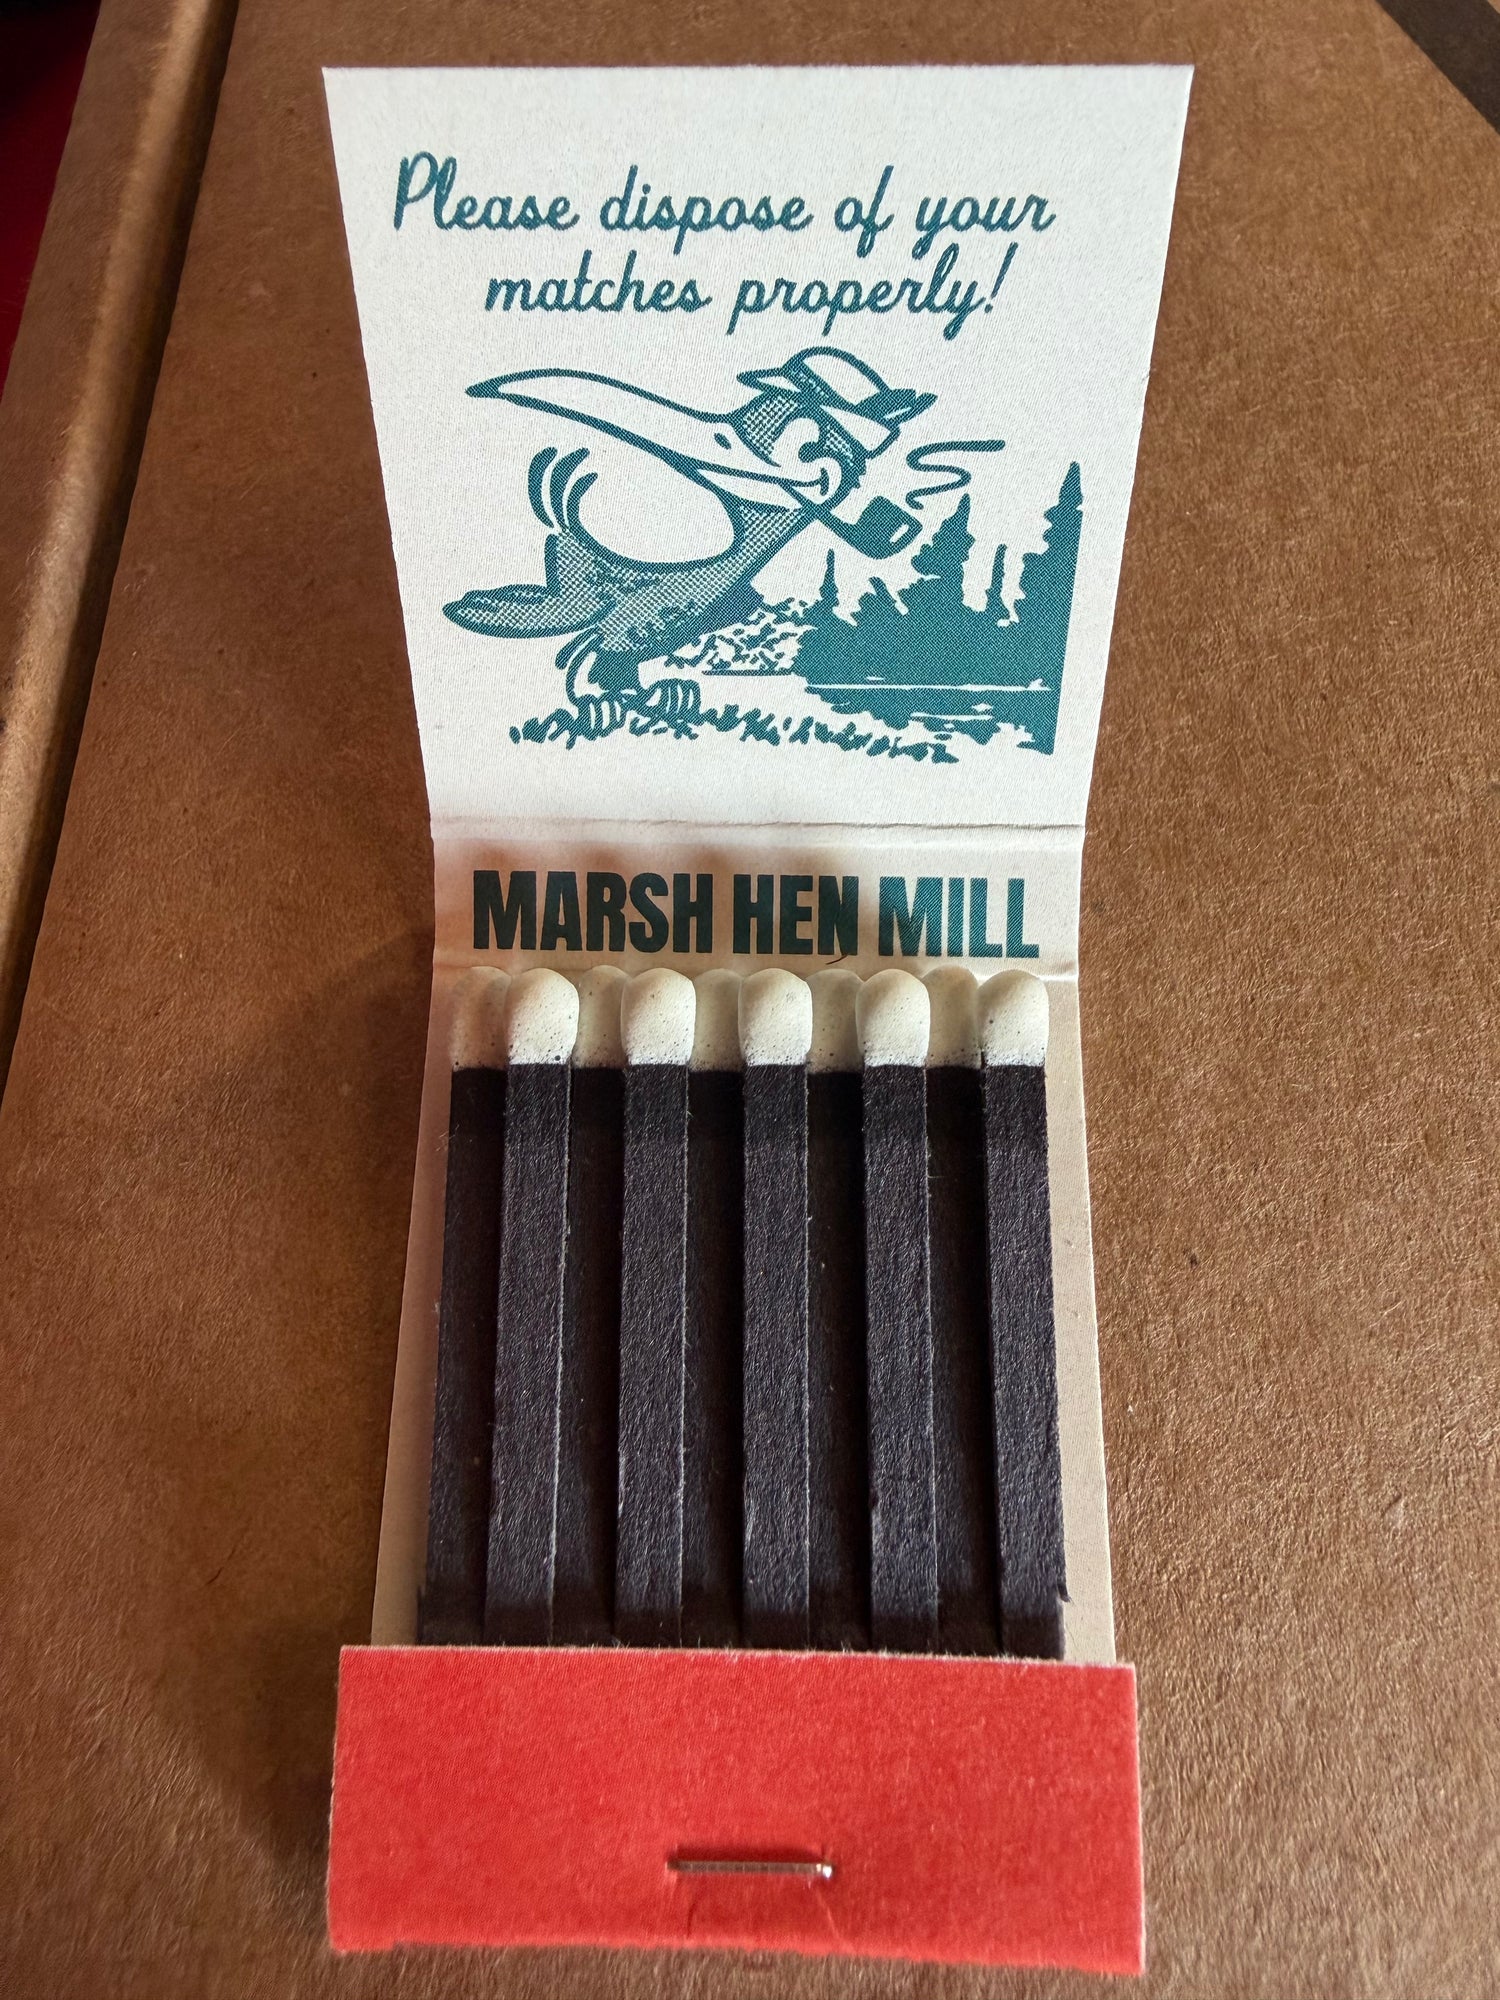 Please dispose of your
matches properly!
MARSH HEN MILL